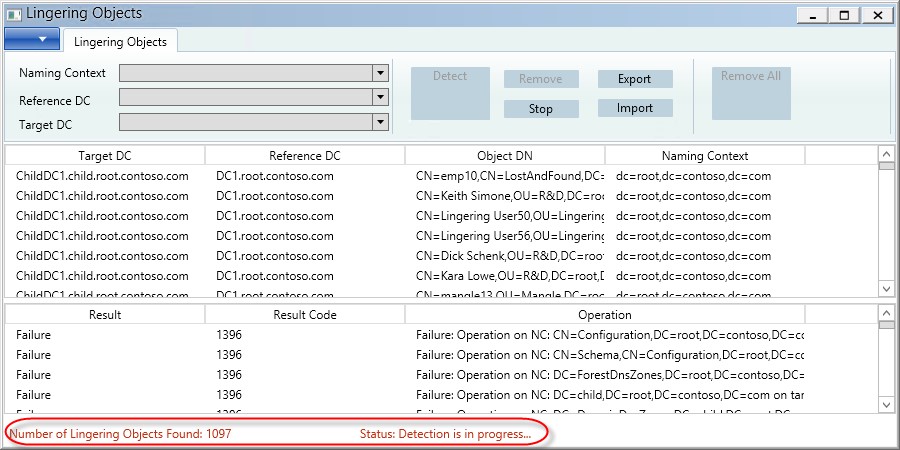 Lingering Objects
Lingering Objects
Naming Context
Reference DC
Target DC
Detect
Remove
Export
Stop
Import
Remove All
Target DC Reference DC Object DN Naming Context
ChildDC1.child.root.contoso.com DC1.root.contoso.com CN=emp10,CN=LostAndFound,DC= dc=root,dc=contoso,dc=com
ChildDC1.child.root.contoso.com DC1.root.contoso.com CN=Keith Simone,OU=R&D,DC=ro dc=root,dc=contoso,dc=com
ChildDC1.child.root.contoso.com DC1.root.contoso.com CN=Lingering User50,OU=Lingering dc=root,dc=contoso,dc=com
ChildDC1.child.root.contoso.com DC1.root.contoso.com CN=Lingering User56,OU=Lingering dc=root,dc=contoso,dc=com
ChildDC1.child.root.contoso.com DC1.root.contoso.com CN=Dick Schenk,OU=R&D,DC=roo dc=root,dc=contoso,dc=com
ChildDC1.child.root.contoso.com DC1.root.contoso.com CN=Kara Lowe,OU=R&D,DC=root,D dc=root,dc=contoso,dc=com
ChildDC1.child.root.contoso.com DC1.root.contoso.com CN=mangle13,OU=Mangle,DC=root dc=root,dc=contoso,dc=com
Result Result Code Operation
Failure 1396 Failure: Operation on NC: CN=Configuration,DC=root,DC=contoso,DC=co
Failure 1396 Failure: Operation on NC: CN=Schema,CN=Configuration,DC=root,DC=co
Failure 1396 Failure: Operation on NC: DC=ForestDnsZones,DC=root,DC=contoso,DC=
Failure 1396 Failure: Operation on NC: DC=child,DC=root,DC=contoso,DC=com on tar
Failure 1396 Failure: Operation on NC:
Number of Lingering Objects Found: 1097 Status: Detection is in progress...